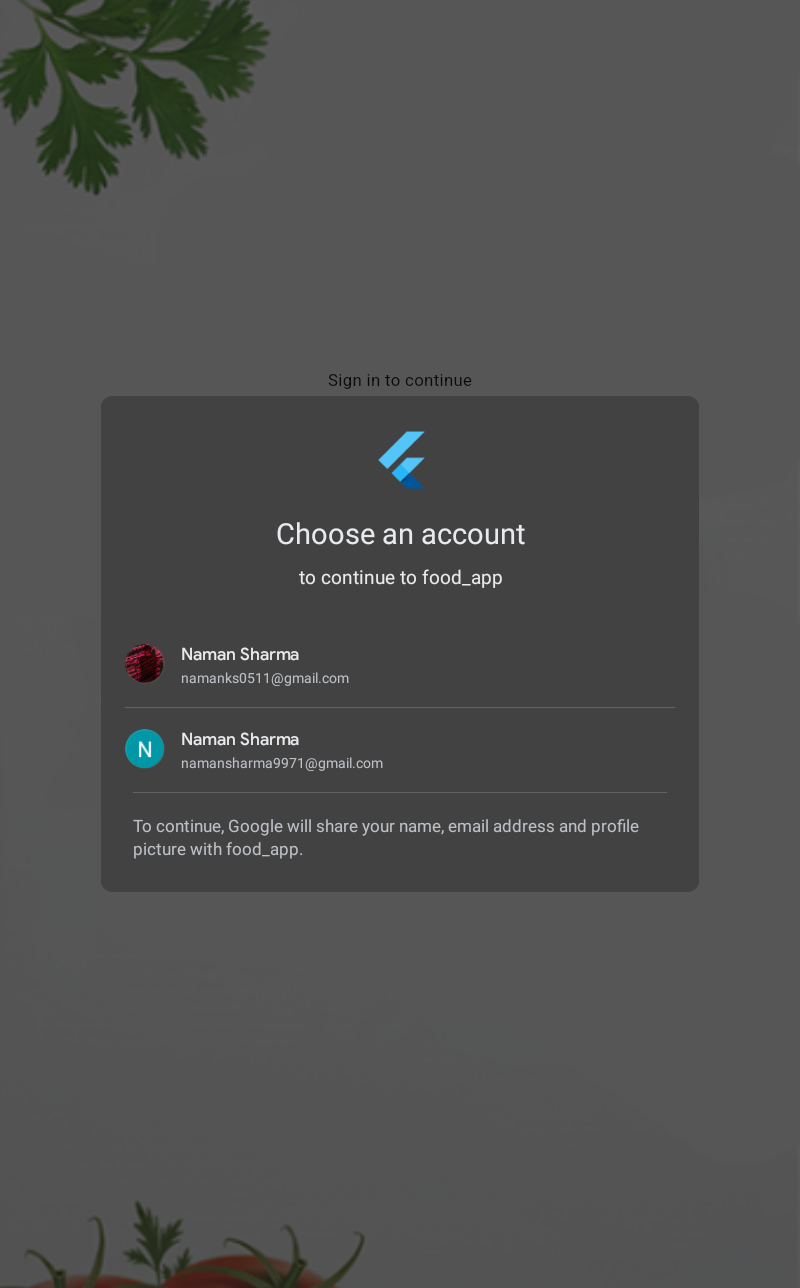 Sign in to continue
Choose an account
to continue to food_app
Naman Sharma
namanks0511@gmail.com
N
Naman Sharma
namansharma9971@gmail.com
To continue, Google will share your name, email address and profile
picture with food_app.